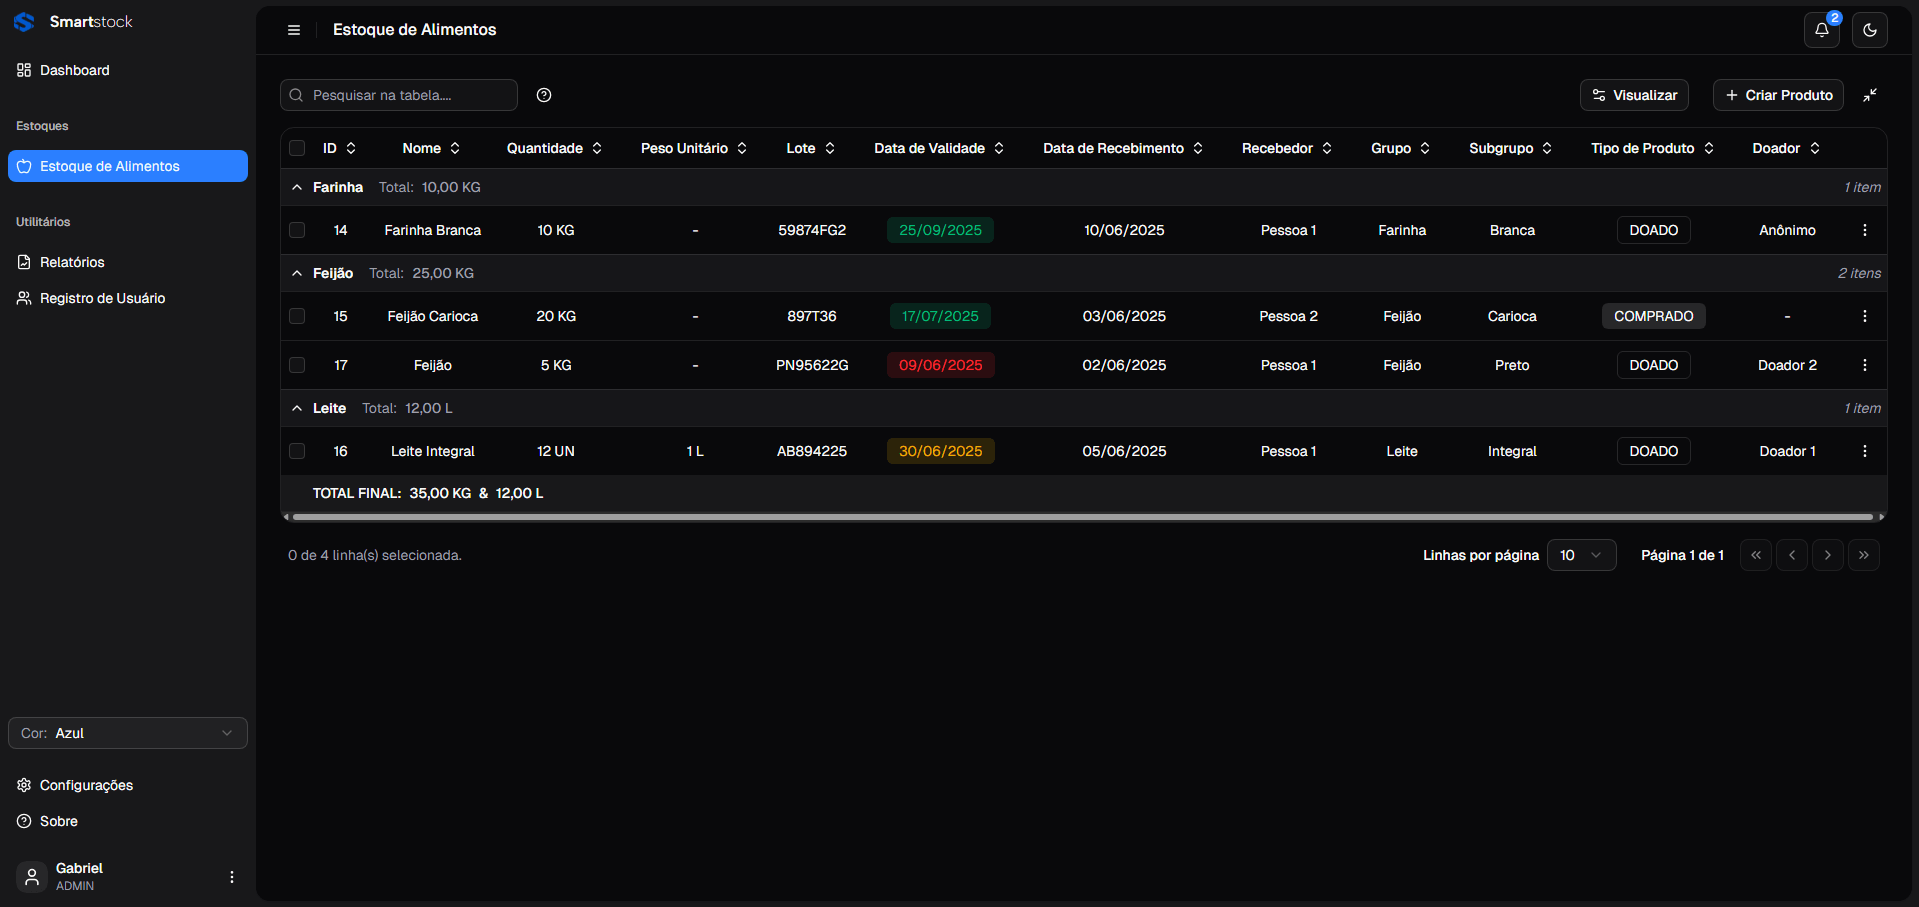 Smartstock
Dashboard
Estoques
Estoque de Alimentos
Utilitários
Relatórios
Registro de Usuário
Cor: Azul
Configurações
Sobre
Gabriel
ADMIN
Estoque de Alimentos
2
Pesquisar na tabela....
Visualizar
Criar Produto
ID Nome Quantidade Peso Unitário Lote Data de Validade Data de Recebimento Recebedor Grupo Subgrupo Tipo de Produto Doador
Farinha Total: 10,00 KG 1 item
14 Farinha Branca 10 KG - 59874FG2 25/09/2025 10/06/2025 Pessoa 1 Farinha Branca DOADO Anônimo
Feijão Total: 25,00 KG 2 itens
15 Feijão Carioca 20 KG - 897T36 17/07/2025 03/06/2025 Pessoa 2 Feijão Carioca COMPRADO -
17 Feijão 5 KG - PN95622G 09/06/2025 02/06/2025 Pessoa 1 Feijão Preto DOADO Doador 2
Leite Total: 12,00 L 1 item
16 Leite Integral 12 UN 1 L AB894225 30/06/2025 05/06/2025 Pessoa 1 Leite Integral DOADO Doador 1
TOTAL FINAL: 35,00 KG & 12,00 L
0 de 4 linha(s) selecionada.
Linhas por página 10 Página 1 de 1